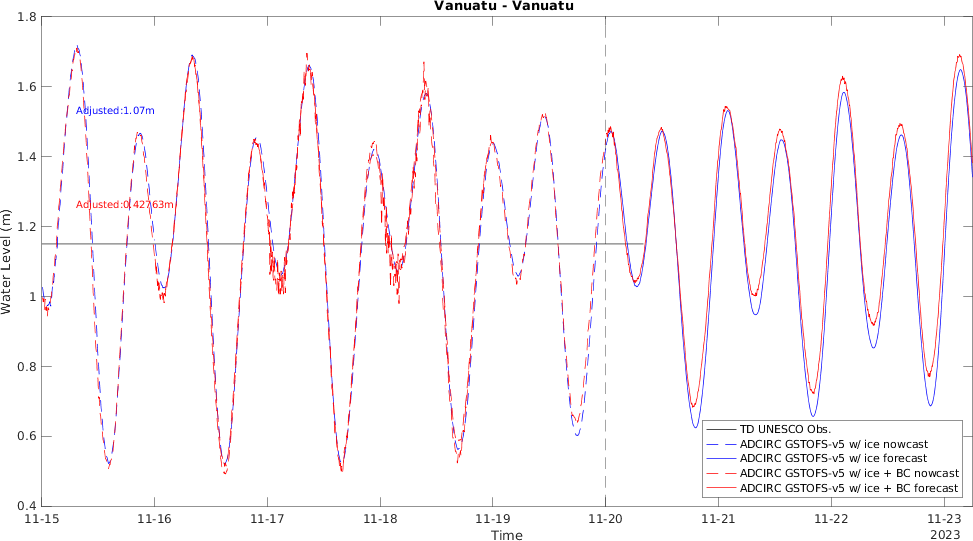 Vanuatu - Vanuatu
1.8
1.6
Adjusted:1.07m
1.4
Adjusted:0.42763m
1.2
Water Level (m)
1
0.8
0.6
0.4
TD UNESCO Obs.
ADCIRC GSTOFS-v5 w/ ice nowcast
ADCIRC GSTOFS-v5 w/ ice forecast
ADCIRC GSTOFS-v5 w/ ice + BC nowcast
ADCIRC GSTOFS-v5 w/ ice + BC forecast
11-15 11-16 11-17 11-18 11-19 11-20 11-21 11-22 11-23
2023
Time